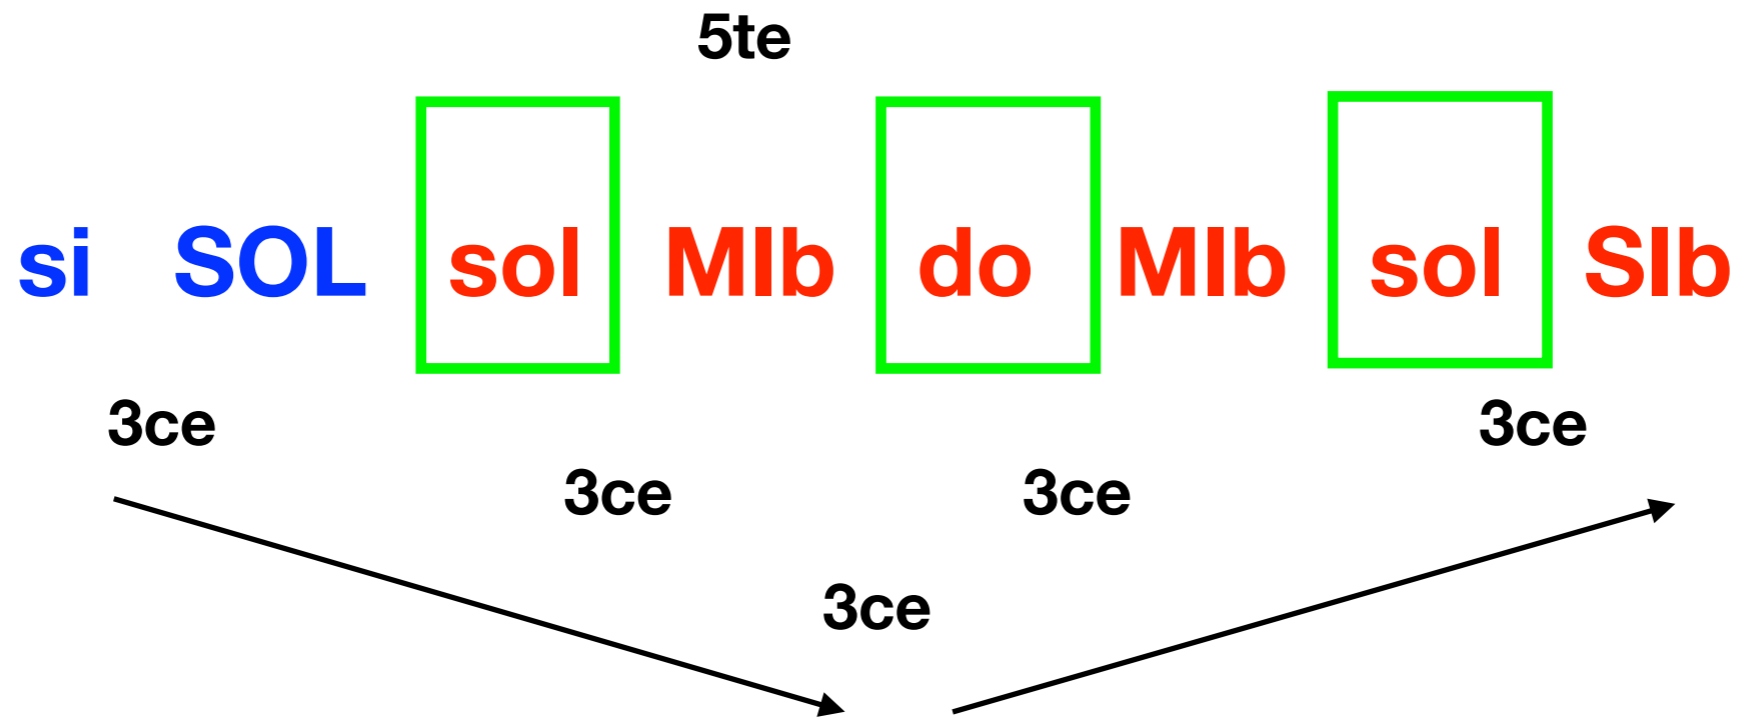 5te
si SOL sol MIb do MIb sol SIb
3ce 3ce
3ce 3ce
3ce